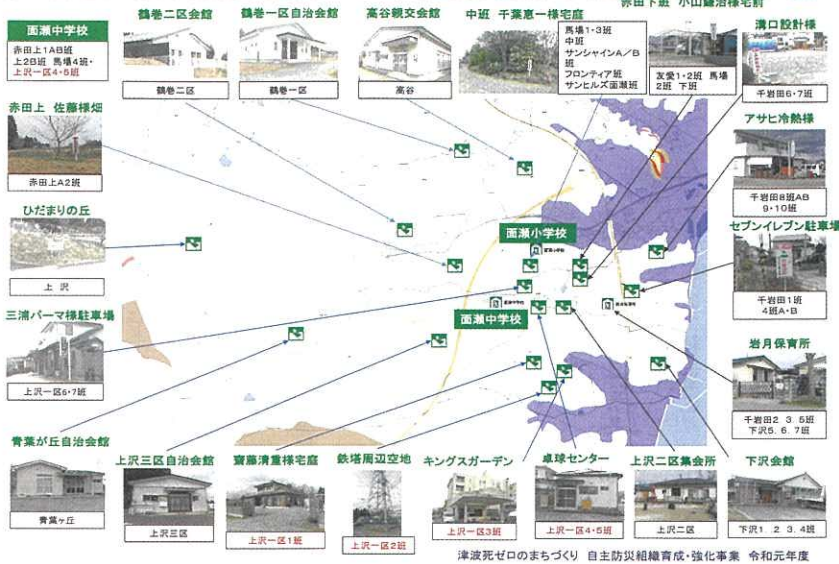 面瀬中学校
赤田上1AB班
上2B班 馬場4班・
上沢一区4・5班
鶴巻二区会館
鶴巻二区
鶴巻一区自治会館
鶴巻一区
高谷親交会館
高谷
中班 千葉恵一様宅庭
馬場1・3班
中班
サンシャインA/B
班
フロンティア班
サンヒルズ面瀬班
赤田下班 小山鎌治様宅前
友愛1・2班 馬場
2班 下班
溝口設計様
千岩田6・7班
赤田上 佐藤様畑
赤田上A2班
アサヒ冷熱様
千岩田8班AB
9・10班
ひだまりの丘
上沢
セブンイレブン駐車場
千岩田1班
4班A・B
面瀬小学校
面瀬中学校
三浦パーマ様駐車場
上沢一区6・7班
岩月保育所
千岩田2 3.5班
下沢5.6.7班
青葉が丘自治会館
青葉ヶ丘
上沢三区自治会館
上沢三区
齋藤清重様宅庭
上沢一区1班
鉄塔周辺空地
上沢一区2班
キングスガーデン
上沢一区3班
卓球センター
上沢一区4・5班
上沢二区集会所
上沢二区
下沢会館
下沢1.2 3.4班
津波死ゼロのまちづくり 自主防災組織育成・強化事業 令和元年度